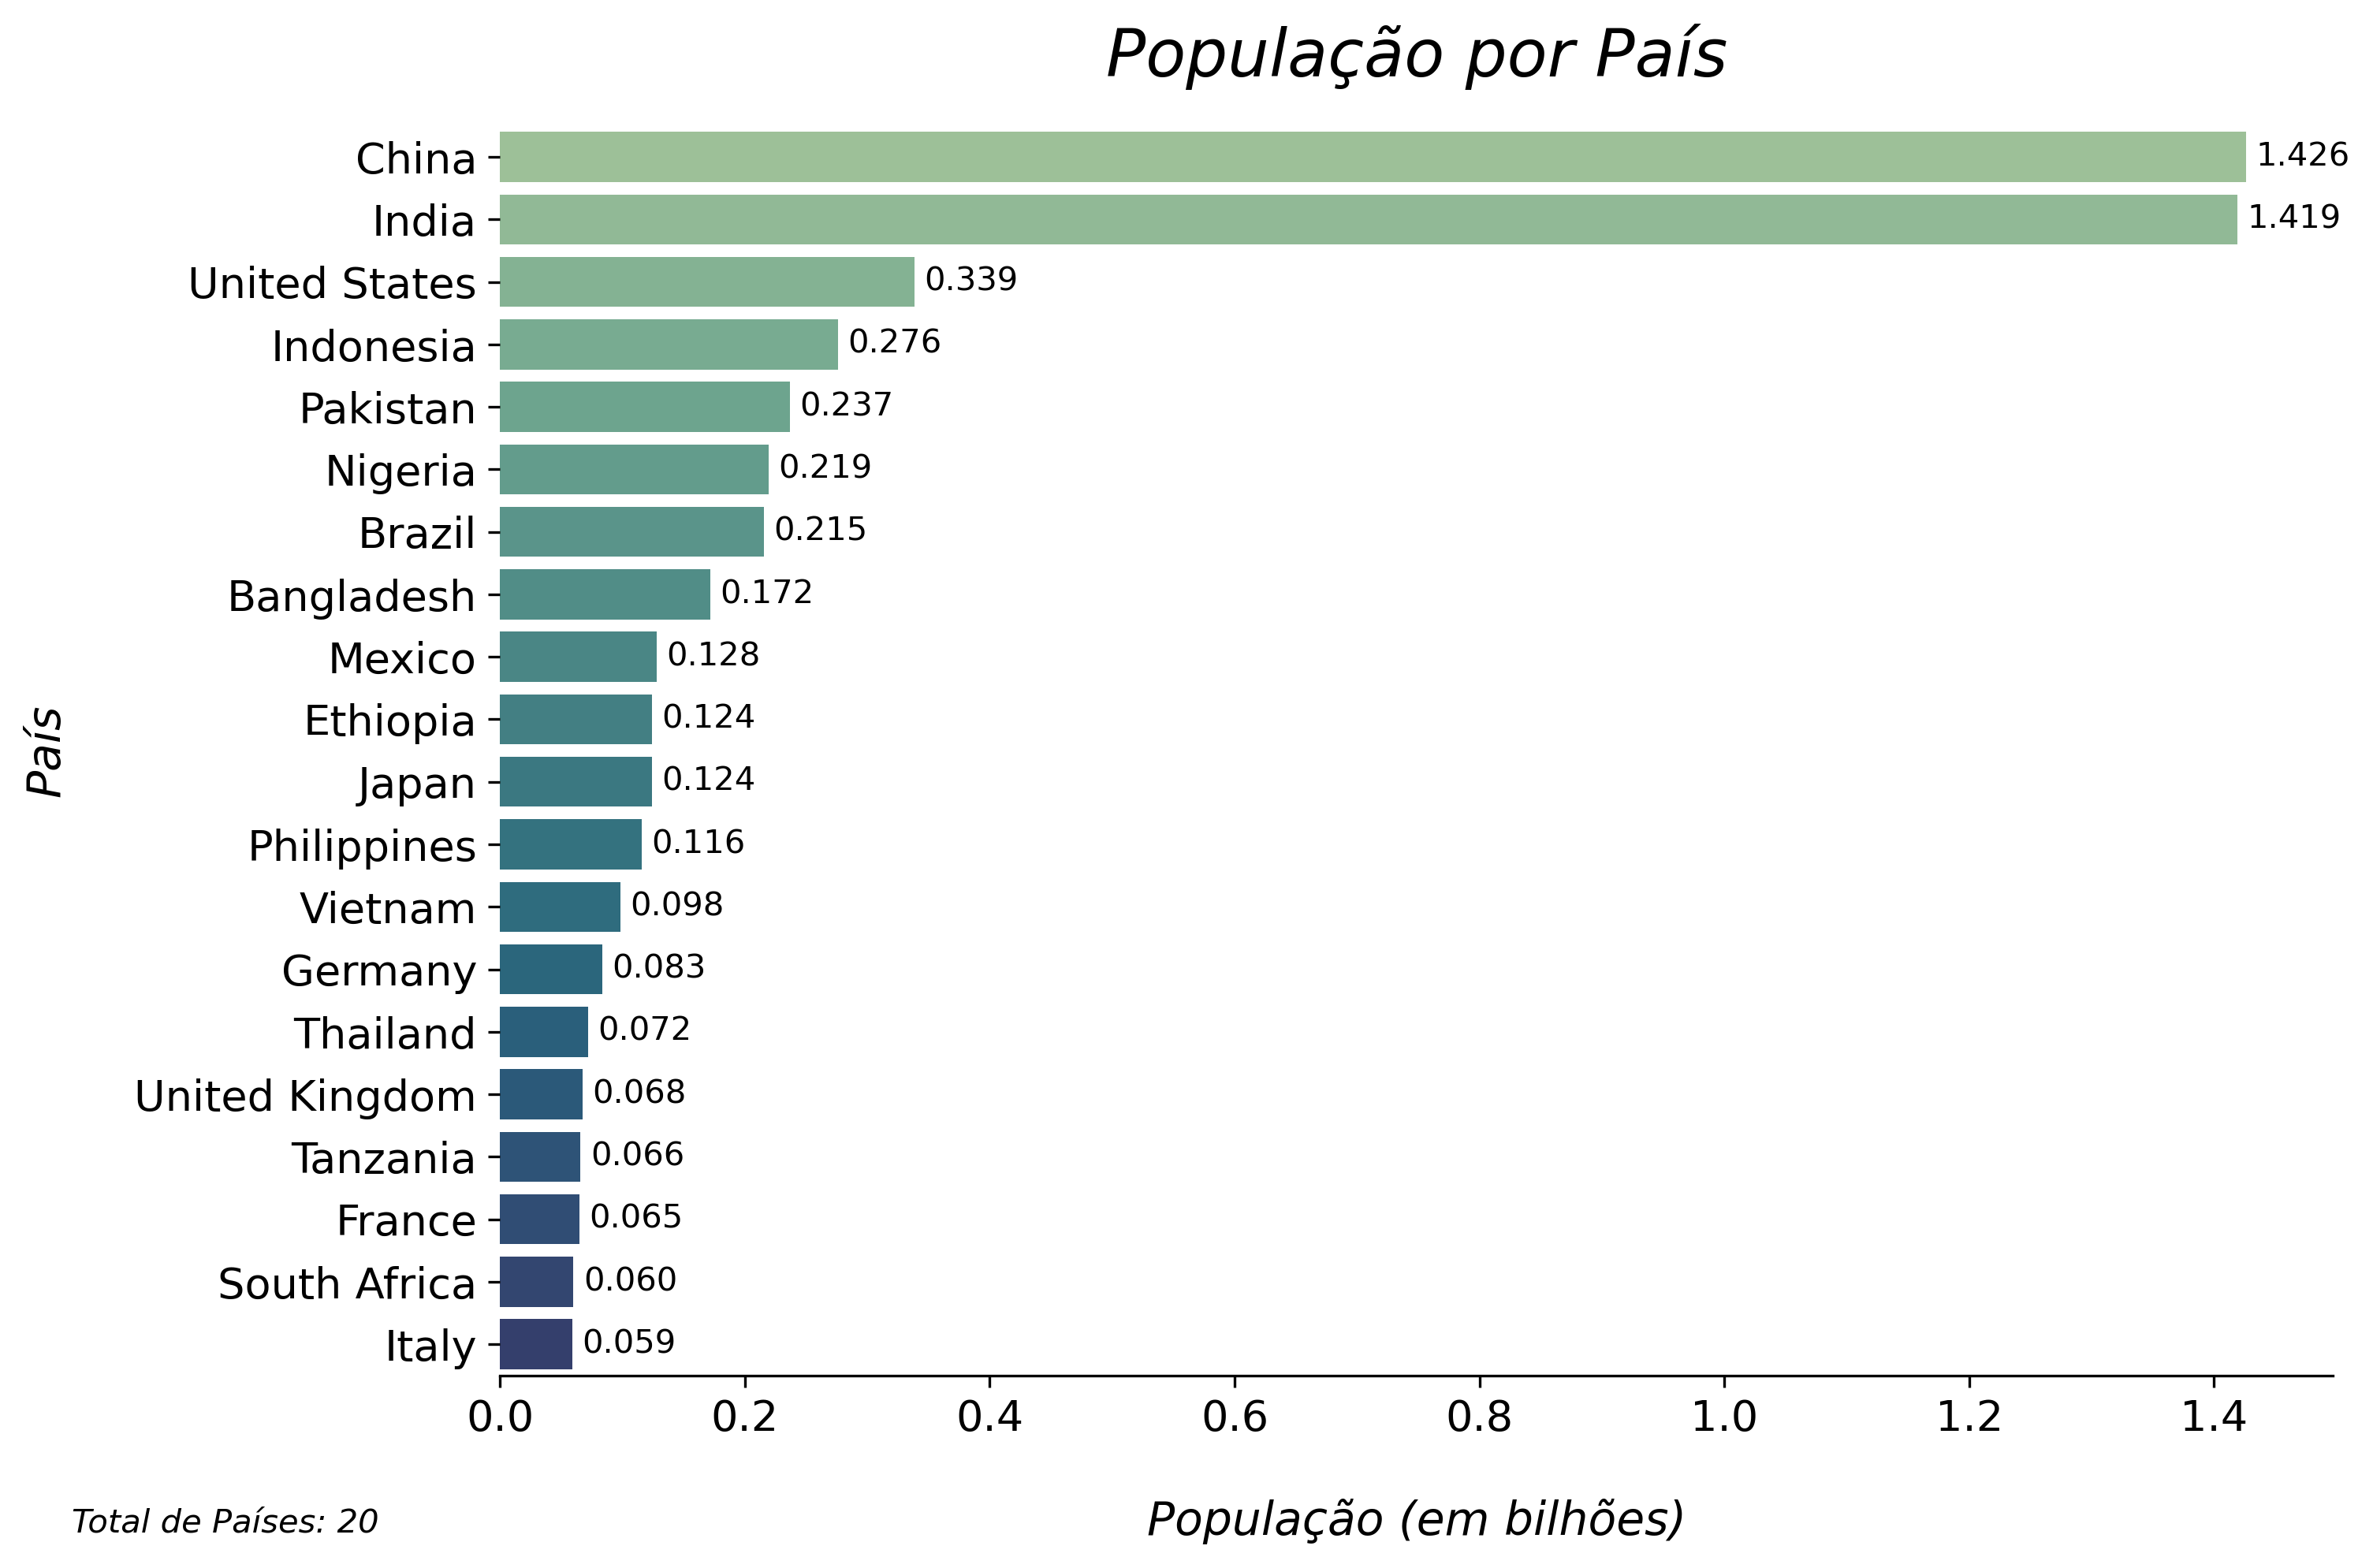 População por País
China 1.426
India 1.419
United States 0.339
Indonesia 0.276
Pakistan 0.237
Nigeria 0.219
Brazil 0.215
Bangladesh 0.172
Mexico 0.128
Ethiopia 0.124
Japan 0.124
Philippines 0.116
Vietnam 0.098
Germany 0.083
Thailand 0.072
United Kingdom 0.068
Tanzania 0.066
France 0.065
South Africa 0.060
Italy 0.059
País
0.0 0.2 0.4 0.6 0.8 1.0 1.2 1.4
População (em bilhões)
Total de Países: 20